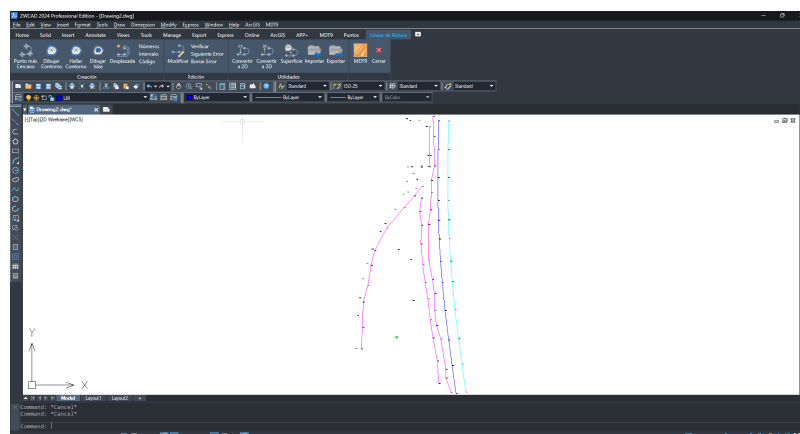 ZWCAD 2024 Professional Edition - [Drawing2.dwg]
File Edit View Insert Format Tools Draw Dimension Modify Express Window Help ArcGIS MDT9
Home Solid Insert Annotate Views Tools Manage Export Express Online ArcGIS APP+ MDT9 Puntos Líneas de Rotura
Punto más Cercano
Dibujar Contorno
Hallar Contorno
Dibujar Islas
Desplazada
Números
Intervalo
Código
Modificar
Verificar
Siguiente Error
Borrar Error
Convertir a 2D
Convertir a 3D
Superficie
Importar
Exportar
MDT9
Cerrar
Creación
Edición
Utilidades
Standard
ISO-25
Standard
Standard
LBI
ByLayer
ByLayer
ByLayer
ByColor
Drawing2.dwg*
[-][Top][2D Wireframe][WCS]
Y
X
Model Layout1 Layout2 +
Command: *Cancel*
Command: *Cancel*
Command: